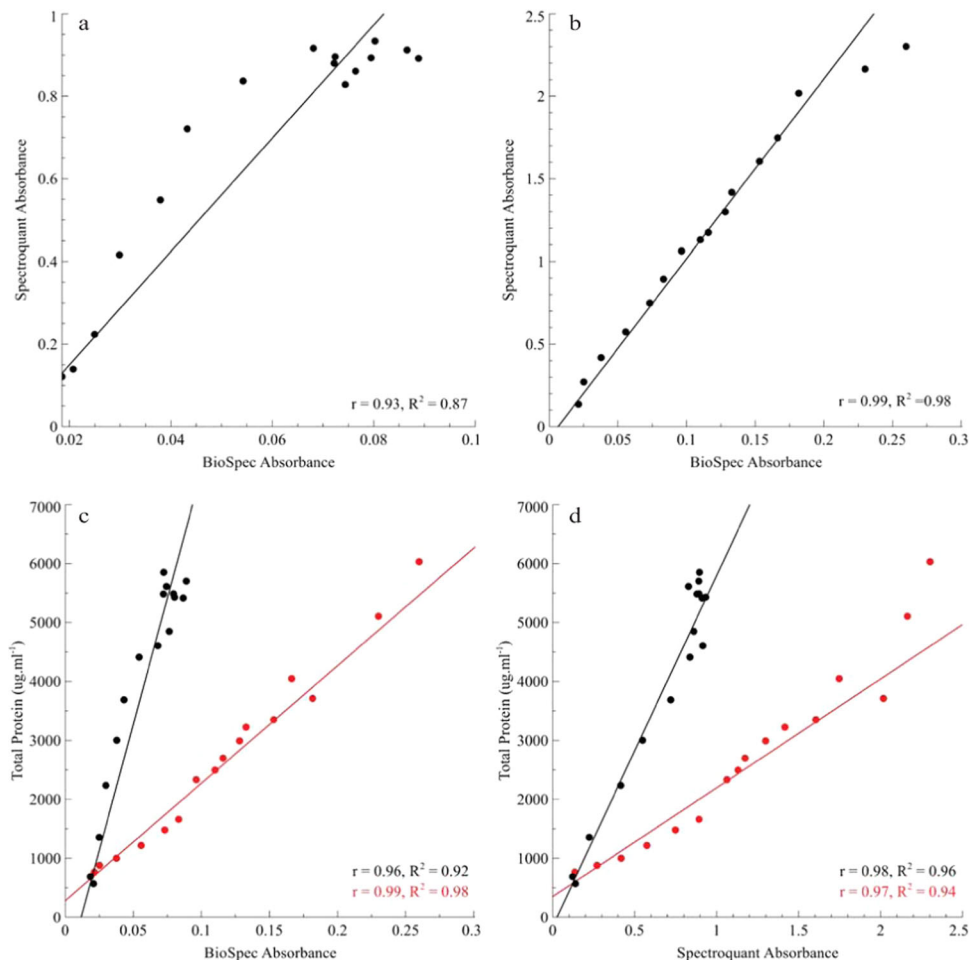 a
1
0.8
0.6
0.4
0.2
0
Spectroquant Absorbance
r = 0.93, R² = 0.87
0.02 0.04 0.06 0.08 0.1
BioSpec Absorbance
b
2.5
2
1.5
1
0.5
0
Spectroquant Absorbance
r = 0.99, R² =0.98
0 0.05 0.1 0.15 0.2 0.25 0.3
BioSpec Absorbance
c
7000
6000
5000
4000
3000
2000
1000
0
Total Protein (ug.ml⁻¹)
r = 0.96, R² = 0.92
r = 0.99, R² = 0.98
0 0.05 0.1 0.15 0.2 0.25 0.3
BioSpec Absorbance
d
7000
6000
5000
4000
3000
2000
1000
0
Total Protein (ug.ml⁻¹)
r = 0.98, R² = 0.96
r = 0.97, R² = 0.94
0 0.5 1 1.5 2 2.5
Spectroquant Absorbance